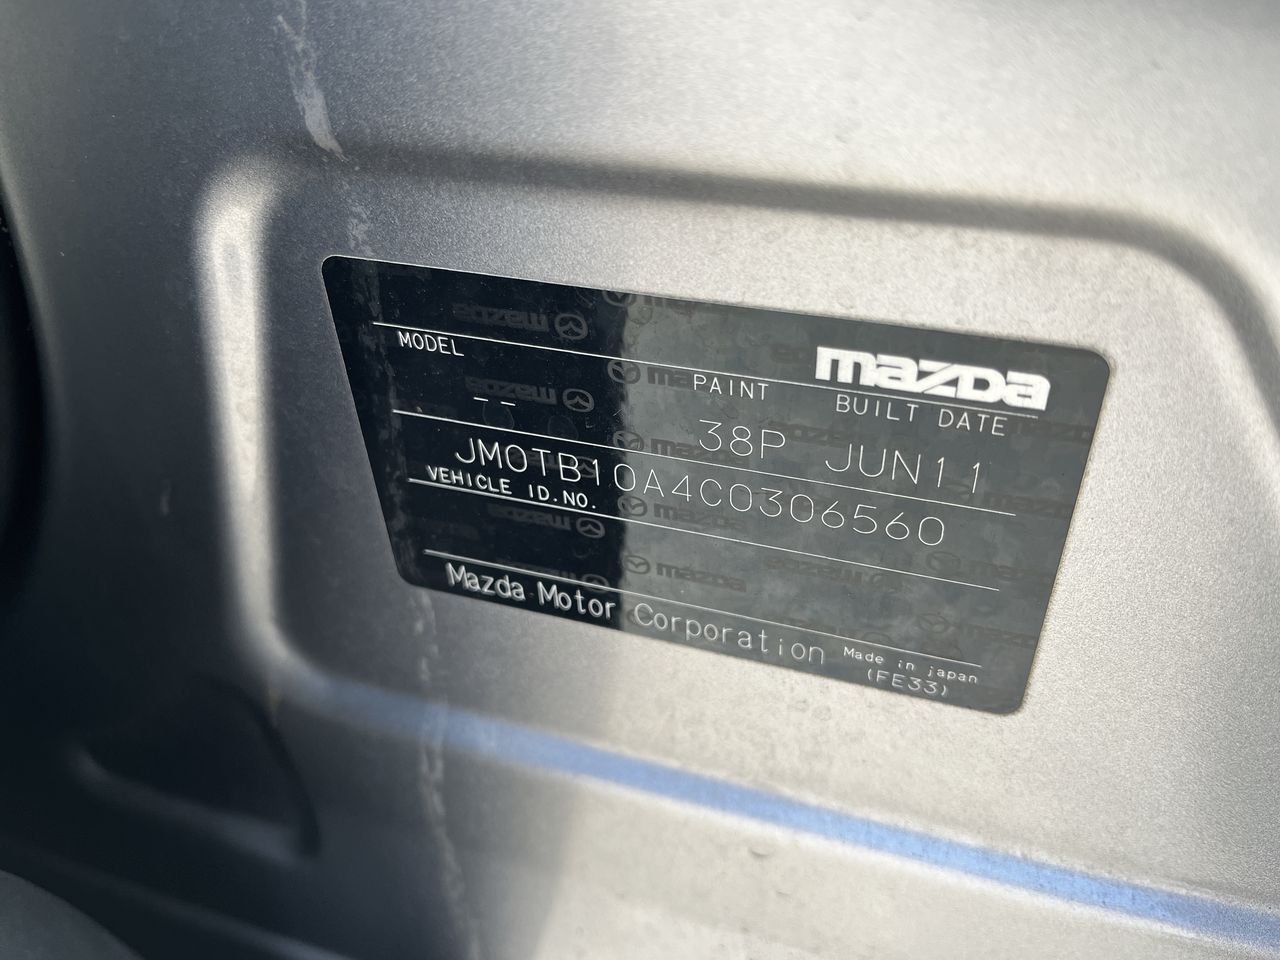 mazda
MODEL PAINT BUILT DATE
-- 38P JUN11
JM0TB10A4C0306560
VEHICLE ID.NO.
Mazda Motor Corporation Made in japan
(FE33)